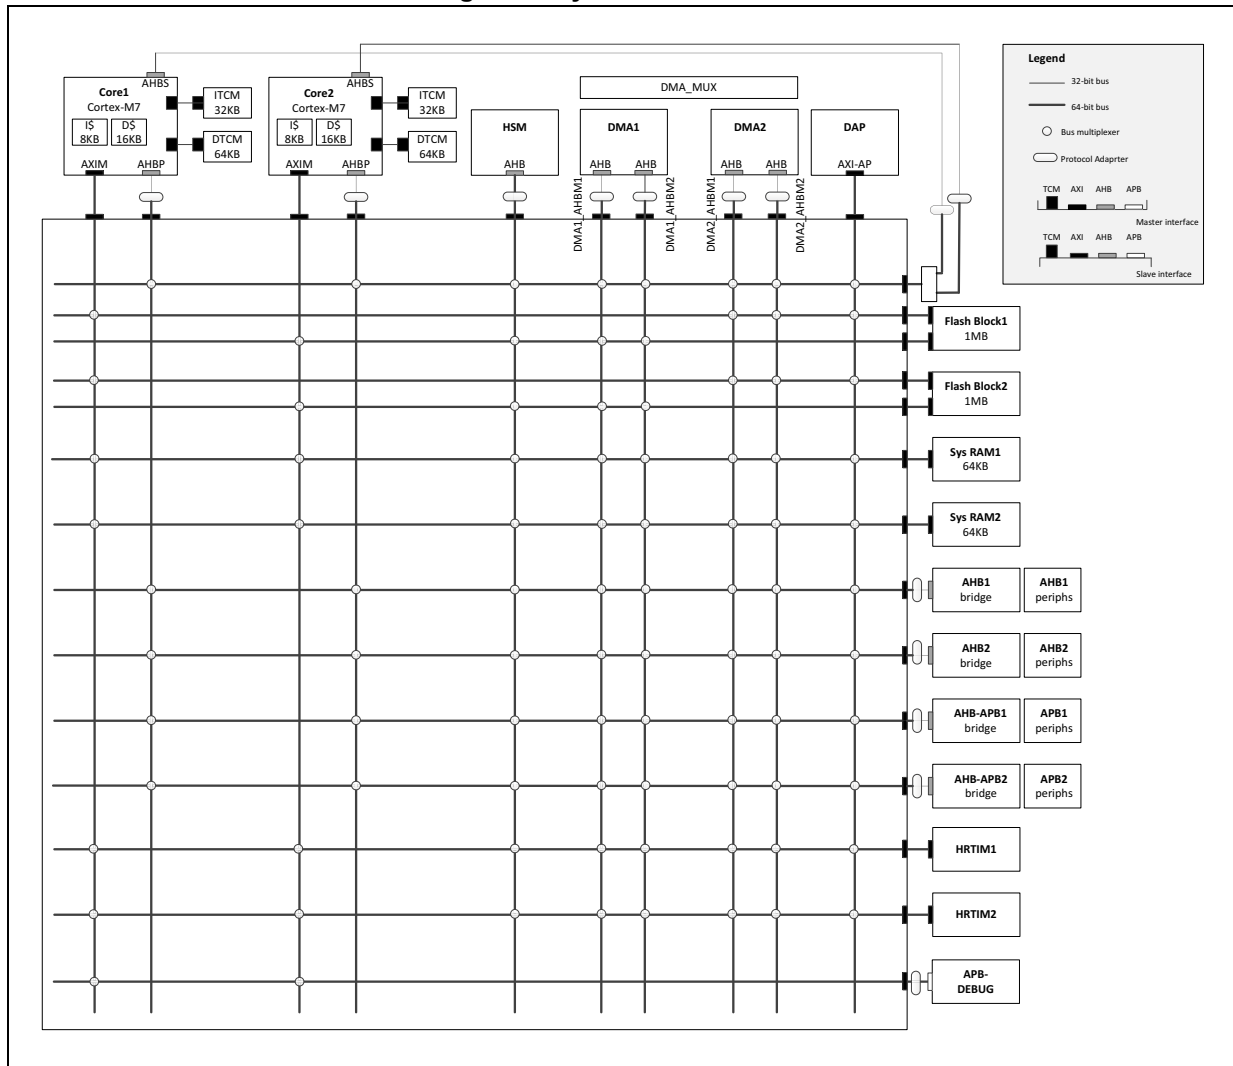 AHBS
Core1
Cortex-M7
I$
8KB
D$
16KB
AXIM
AHBP
ITCM
32KB
DTCM
64KB
AHBS
Core2
Cortex-M7
I$
8KB
D$
16KB
AXIM
AHBP
ITCM
32KB
DTCM
64KB
HSM
AHB
DMA_MUX
DMA1
AHB
AHB
DMA2
AHB
AHB
DAP
AXI-AP
DMA1_AHBM1
DMA1_AHBM2
DMA2_AHBM1
DMA2_AHBM2
Legend
32-bit bus
64-bit bus
Bus multiplexer
Protocol Adaprter
TCM AXI AHB APB
Master interface
TCM AXI AHB APB
Slave interface
Flash Block1
1MB
Flash Block2
1MB
Sys RAM1
64KB
Sys RAM2
64KB
AHB1
bridge
AHB1
periphs
AHB2
bridge
AHB2
periphs
AHB-APB1
bridge
APB1
periphs
AHB-APB2
bridge
APB2
periphs
HRTIM1
HRTIM2
APB-
DEBUG